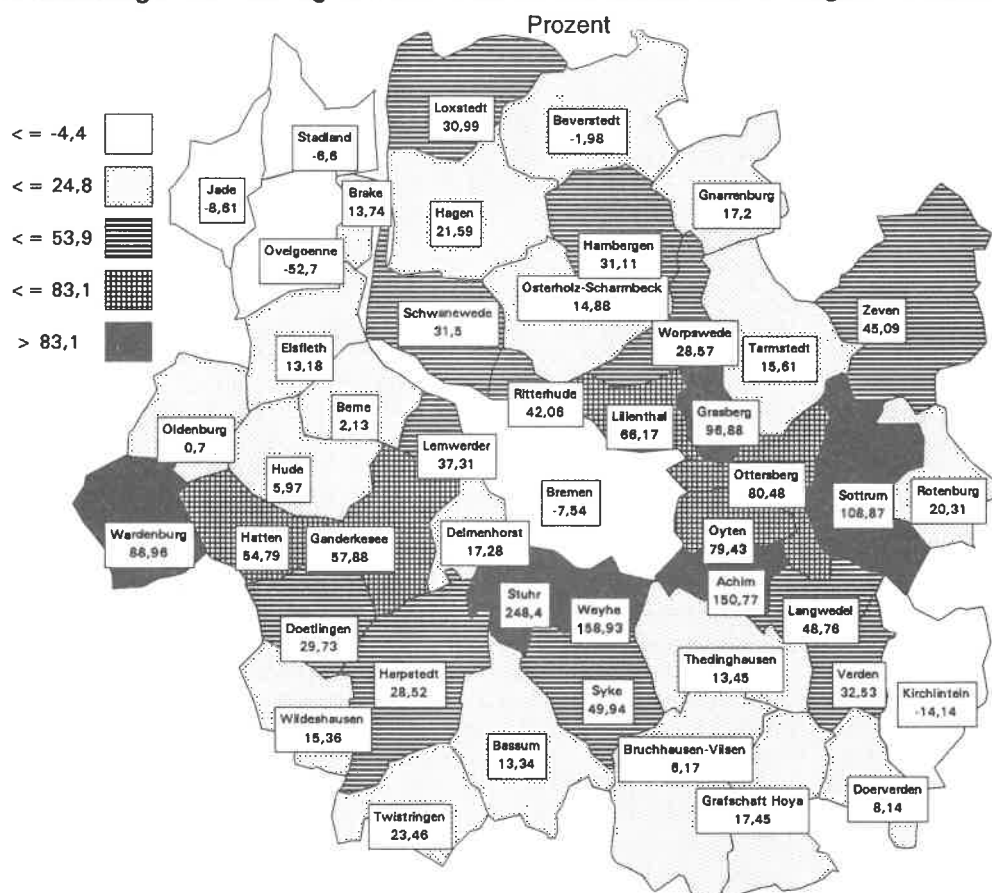 Prozent
< = -4,4
< = 24,8
< = 53,9
< = 83,1
> 83,1
Loxstedt
30,99
Beverstedt
-1,98
Stadland
-6,6
Jade
-8,61
Brake
13,74
Hagen
21,59
Gnarrenburg
17,2
Ovelgoenne
-52,7
Hambergen
31,11
Osterholz-Scharmbeck
14,88
Schwanewede
31,5
Zeven
45,09
Worpswede
28,57
Tarmstedt
15,61
Elsfleth
13,18
Ritterhude
42,06
Berne
2,13
Lilienthal
66,17
Grasberg
96,88
Oldenburg
0,7
Lemwerder
37,31
Hude
5,97
Ottersberg
80,48
Bremen
-7,54
Sottrum
108,87
Rotenburg
20,31
Wardenburg
88,96
Hatten
54,79
Ganderkesee
57,88
Delmenhorst
17,28
Oyten
79,43
Achim
150,77
Stuhr
248,4
Weyhe
158,93
Langwedel
48,76
Doetlingen
29,73
Thedinghausen
13,45
Harpstedt
28,52
Syke
49,94
Verden
32,53
Kirchlinteln
-14,14
Wildeshausen
15,36
Bassum
13,34
Bruchhausen-Vilsen
6,17
Doerverden
8,14
Grafschaft Hoya
17,45
Twistringen
23,46